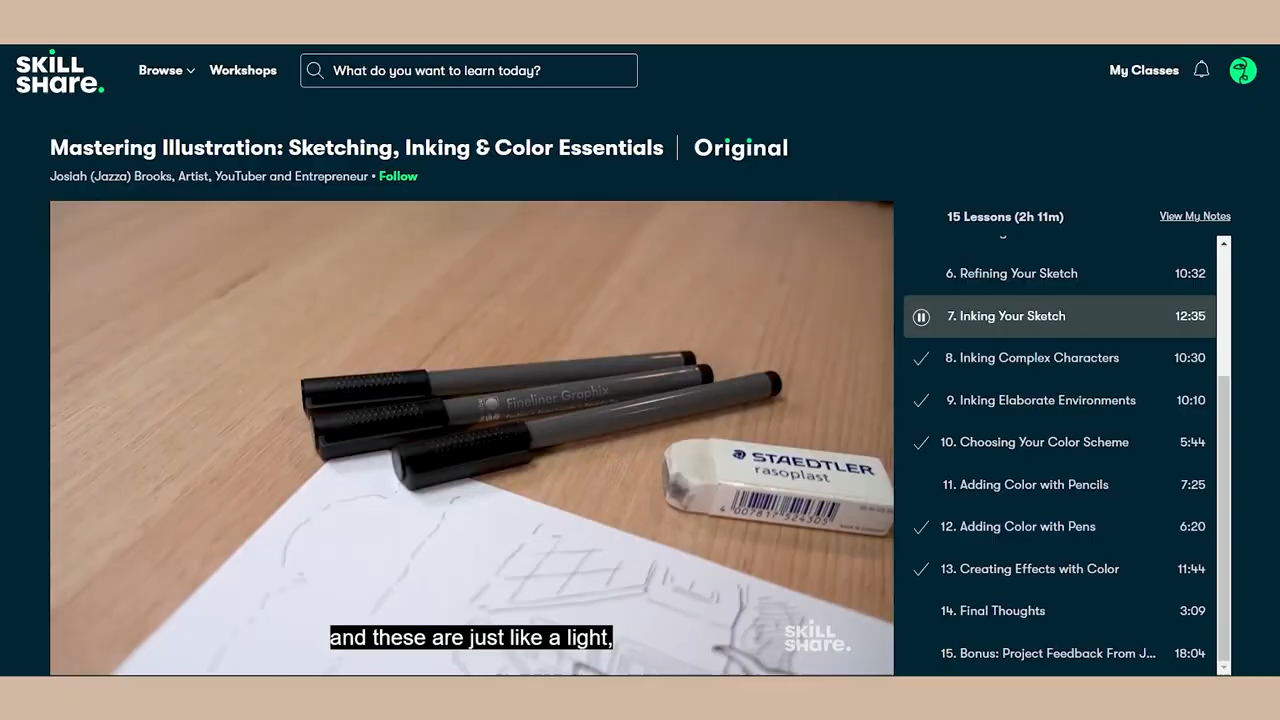 SKILL
SHare.
Browse
Workshops
What do you want to learn today?
My Classes
Mastering Illustration: Sketching, Inking & Color Essentials | Original
Josiah (Jazza) Brooks, Artist, YouTuber and Entrepreneur • Follow
15 Lessons (2h 11m)
View My Notes
6. Refining Your Sketch 10:32
7. Inking Your Sketch 12:35
8. Inking Complex Characters 10:30
9. Inking Elaborate Environments 10:10
10. Choosing Your Color Scheme 5:44
11. Adding Color with Pencils 7:25
12. Adding Color with Pens 6:20
13. Creating Effects with Color 11:44
14. Final Thoughts 3:09
15. Bonus: Project Feedback From J... 18:04
Fineliner Graphix
STAEDTLER
rasoplast
4 007817 524305
and these are just like a light,
SKILL
SHare.